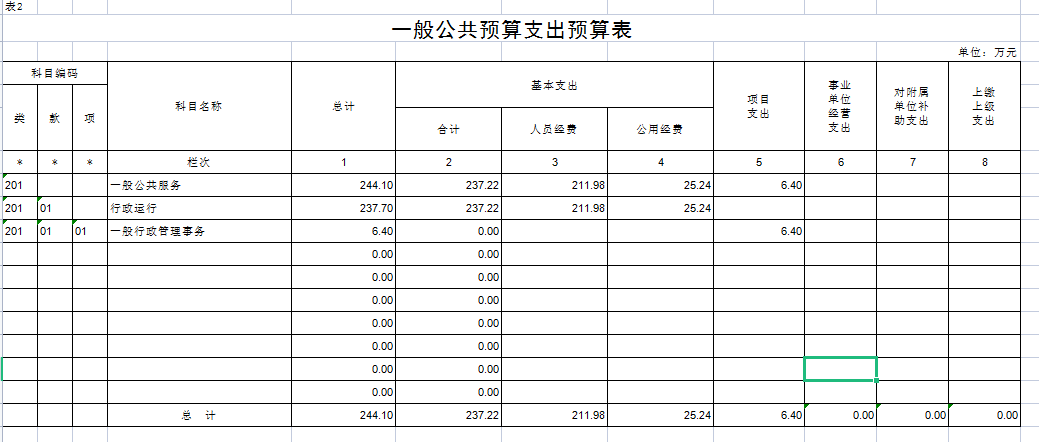 表2
一般公共预算支出预算表
单位：万元
科目编码 科目名称 总计 基本支出 项目支出 事业单位经营支出 对附属单位补助支出 上缴上级支出
类 款 项 合计 人员经费 公用经费
* * * 栏次 1 2 3 4 5 6 7 8
201 一般公共服务 244.10 237.22 211.98 25.24 6.40
201 01 行政运行 237.70 237.22 211.98 25.24
201 01 01 一般行政管理事务 6.40 0.00 6.40
0.00 0.00
0.00 0.00
0.00 0.00
0.00 0.00
0.00 0.00
0.00 0.00
0.00 0.00
总 计 244.10 237.22 211.98 25.24 6.40 0.00 0.00 0.00